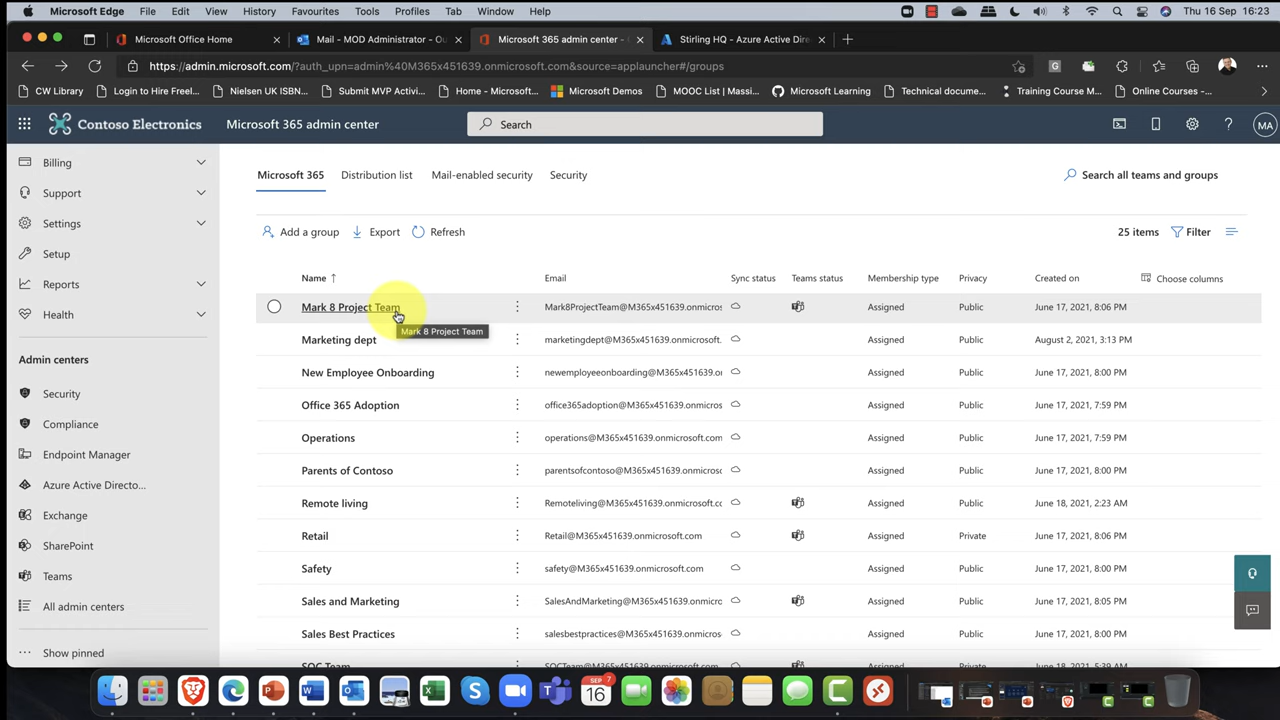 Microsoft Edge File Edit View History Favourites Tools Profiles Tab Window Help Thu 16 Sep 16:23
Microsoft Office Home Mail - MOD Administrator - Ou Microsoft 365 admin center - Stirling HQ - Azure Active Dire
https://admin.microsoft.com/?auth_upn=admin%40M365x451639.onmicrosoft.com&source=applauncher#/groups
CW Library Login to Hire Freel... Nielsen UK ISBN... Submit MVP Activi... Home - Microsoft... Microsoft Demos MOOC List | Massi... Microsoft Learning Technical documen... Training Course M... Online Courses -...
Contoso Electronics Microsoft 365 admin center Search MA
Billing
Support
Settings
Setup
Reports
Health
Admin centers
Security
Compliance
Endpoint Manager
Azure Active Directo...
Exchange
SharePoint
Teams
All admin centers
Show pinned
Microsoft 365 Distribution list Mail-enabled security Security Search all teams and groups
Add a group Export Refresh 25 items Filter
Name ↑ Email Sync status Teams status Membership type Privacy Created on Choose columns
Mark 8 Project Team Mark8ProjectTeam@M365x451639.onmicros Assigned Public June 17, 2021, 8:06 PM
Mark 8 Project Team
Marketing dept marketingdept@M365x451639.onmicrosoft. Assigned Public August 2, 2021, 3:13 PM
New Employee Onboarding newemployeeonboarding@M365x451639.onmi Assigned Public June 17, 2021, 8:00 PM
Office 365 Adoption office365adoption@M365x451639.onmicros Assigned Public June 17, 2021, 7:59 PM
Operations operations@M365x451639.onmicrosoft.com Assigned Public June 17, 2021, 7:59 PM
Parents of Contoso parentsofcontoso@M365x451639.onmicros Assigned Public June 17, 2021, 8:00 PM
Remote living Remoteliving@M365x451639.onmicrosoft.co Assigned Public June 18, 2021, 2:23 AM
Retail Retail@M365x451639.onmicrosoft.com Assigned Private June 17, 2021, 8:06 PM
Safety safety@M365x451639.onmicrosoft.com Assigned Public June 17, 2021, 8:00 PM
Sales and Marketing SalesAndMarketing@M365x451639.onmicros Assigned Public June 17, 2021, 8:05 PM
Sales Best Practices salesbestpractices@M365x451639.onmicros Assigned Public June 17, 2021, 8:00 PM
SOC Team SOCTeam@M365x451639.onmicrosoft.com Assigned Public June 18, 2021, 5:39 AM
SEP 7
16